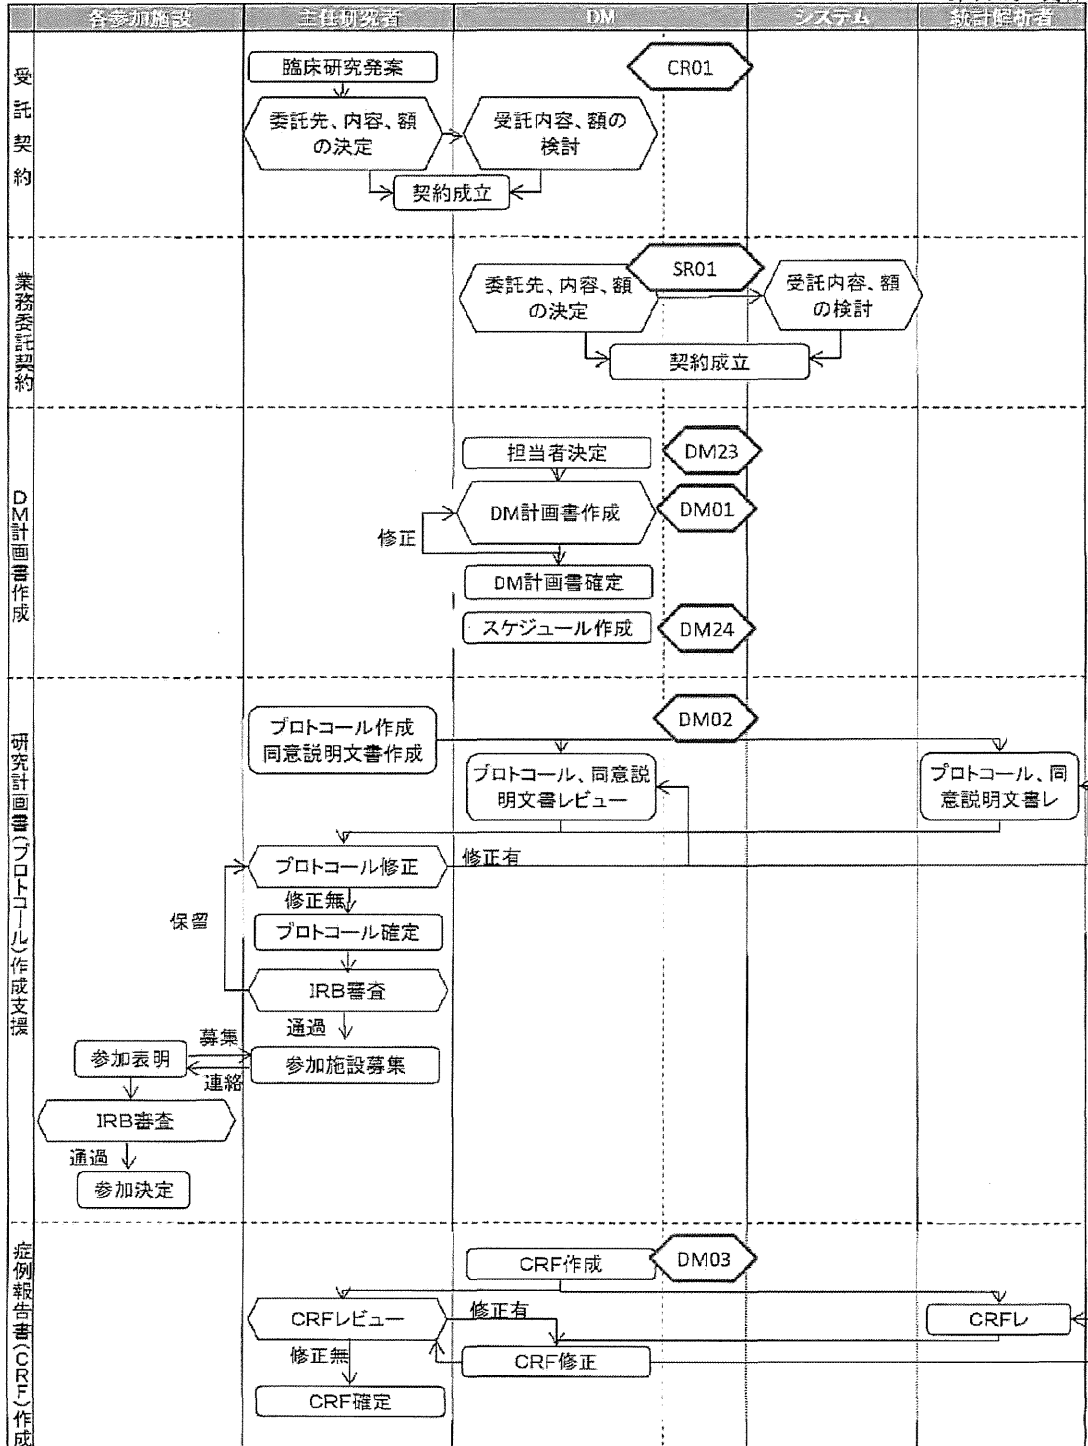 各参加施設
主任研究者
DM
システム
統計解析者
受託契約
臨床研究発案
CR01
委託先、内容、額
の決定
受託内容、額の
検討
契約成立
業務委託契約
SR01
委託先、内容、額
の決定
受託内容、額
の検討
契約成立
DM計画書作成
担当者決定
DM23
DM計画書作成
DM01
修正
DM計画書確定
スケジュール作成
DM24
研究計画書(プロトコール)作成支援
DM02
プロトコール作成
同意説明文書作成
プロトコール、同意説
明文書レビュー
プロトコール、同
意説明文書レ
プロトコール修正
修正有
修正無
保留
プロトコール確定
IRB審査
通過
募集
参加表明
参加施設募集
連絡
IRB審査
通過
参加決定
症例報告書(CRF)作成
CRF作成
DM03
CRFレビュー
修正有
CRFレ
修正無
CRF修正
CRF確定